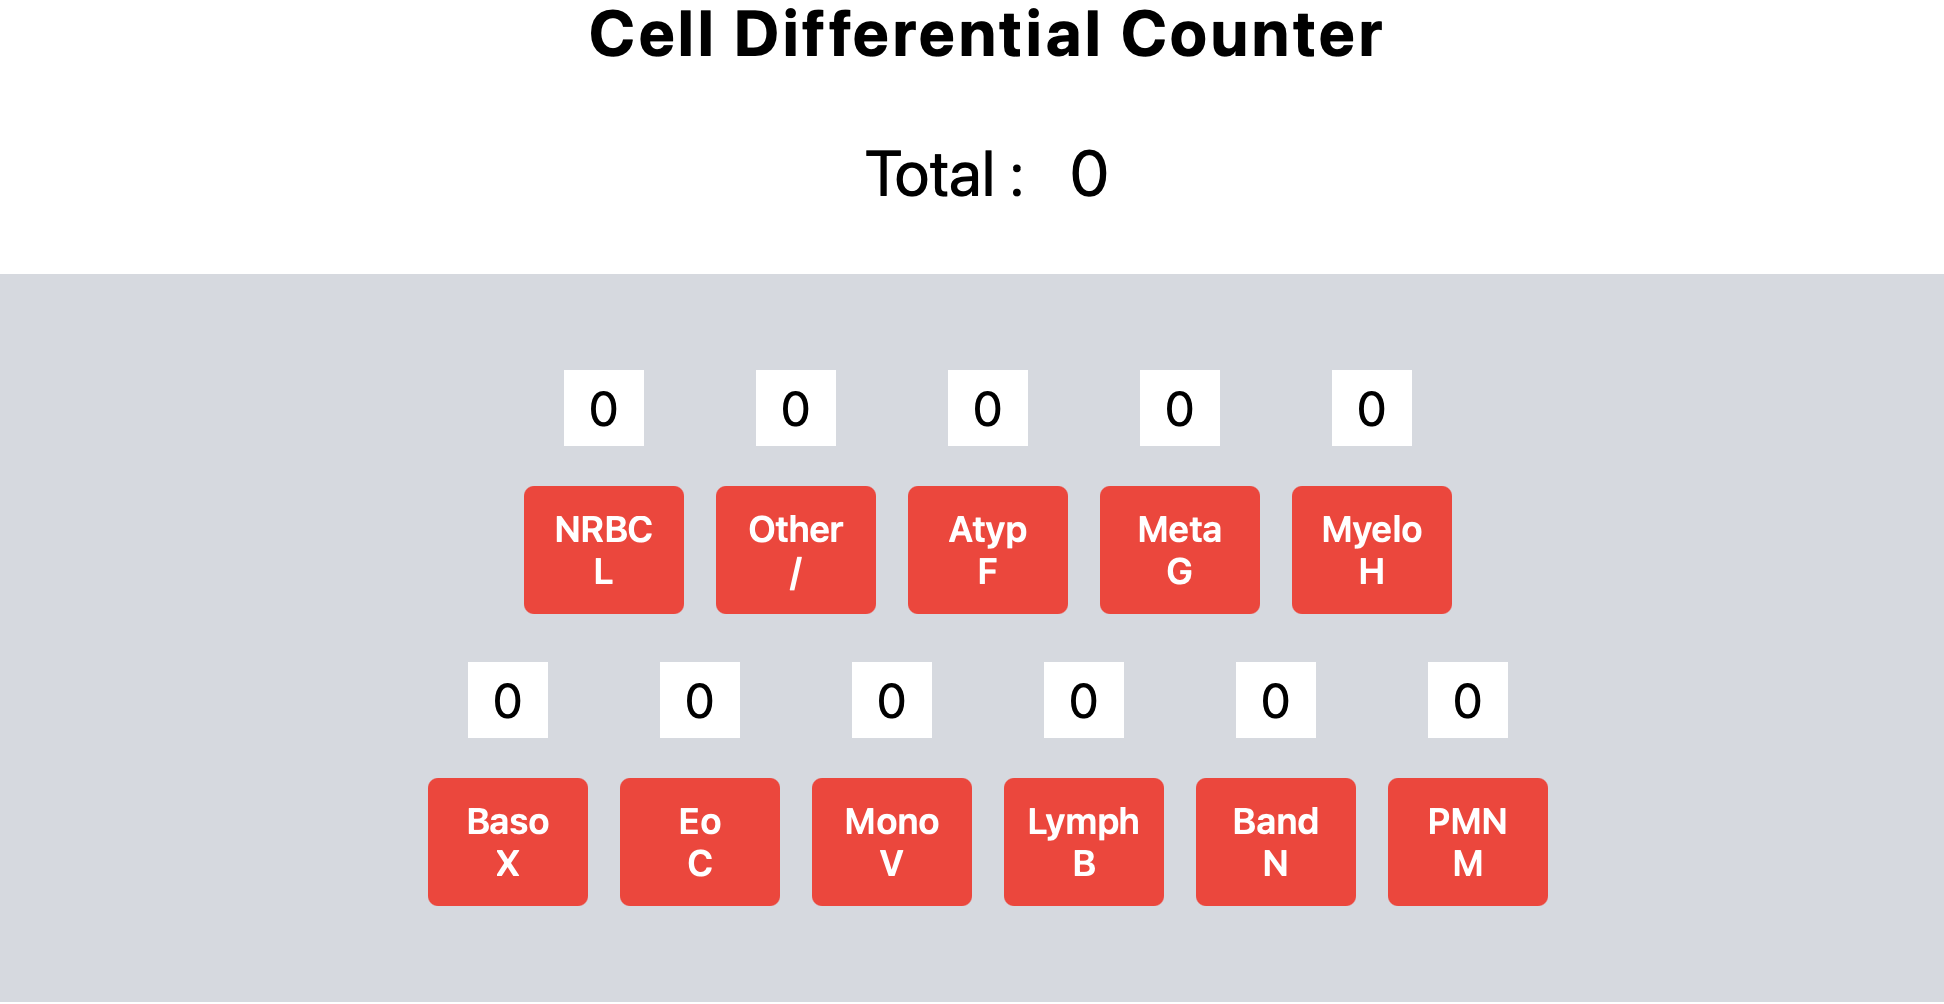 Cell Differential Counter
Total : 0
0 0 0 0 0
NRBC Other Atyp Meta Myelo
L / F G H
0 0 0 0 0 0
Baso Eo Mono Lymph Band PMN
X C V B N M